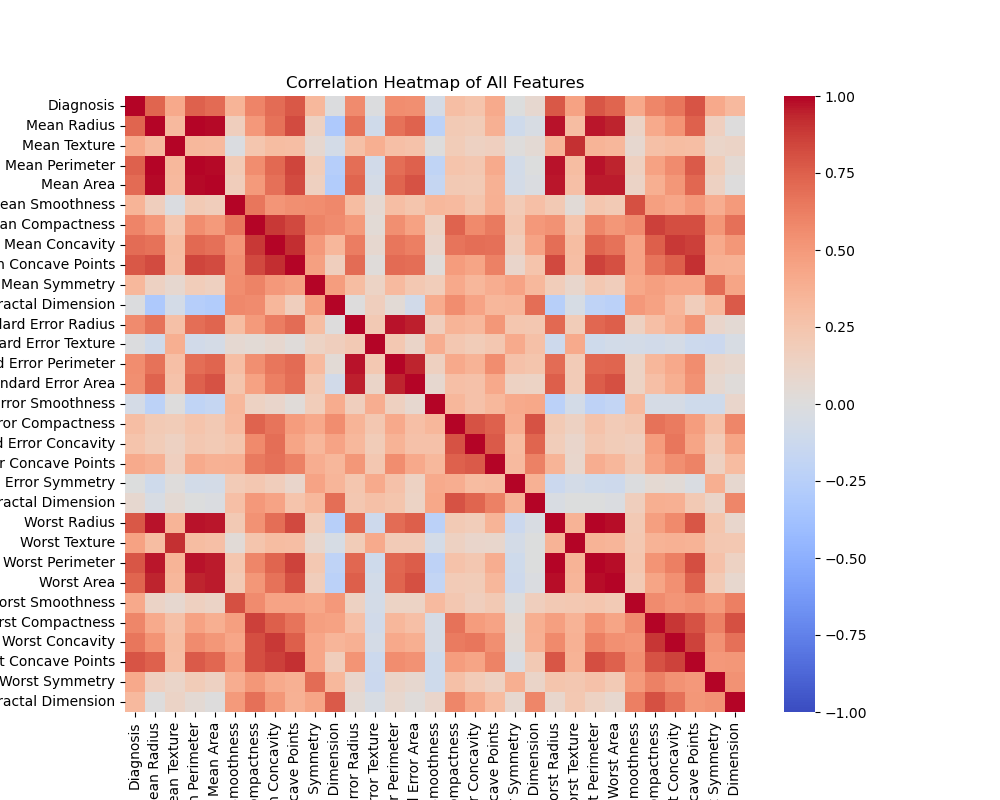 Correlation Heatmap of All Features
Diagnosis
Mean Radius
Mean Texture
Mean Perimeter
Mean Area
ean Smoothness
an Compactness
Mean Concavity
n Concave Points
Mean Symmetry
ractal Dimension
lard Error Radius
ard Error Texture
d Error Perimeter
ndard Error Area
rror Smoothness
or Compactness
d Error Concavity
r Concave Points
Error Symmetry
ractal Dimension
Worst Radius
Worst Texture
Worst Perimeter
Worst Area
orst Smoothness
rst Compactness
Worst Concavity
t Concave Points
Worst Symmetry
ractal Dimension
1.00
0.75
0.50
0.25
0.00
−0.25
−0.50
−0.75
−1.00
Diagnosis
ean Radius
ean Texture
n Perimeter
Mean Area
moothness
ompactness
n Concavity
cave Points
Symmetry
Dimension
rror Radius
rror Texture
r Perimeter
d Error Area
moothness
mpactness
r Concavity
cave Points
r Symmetry
Dimension
orst Radius
orst Texture
t Perimeter
Worst Area
moothness
mpactness
t Concavity
cave Points
t Symmetry
Dimension